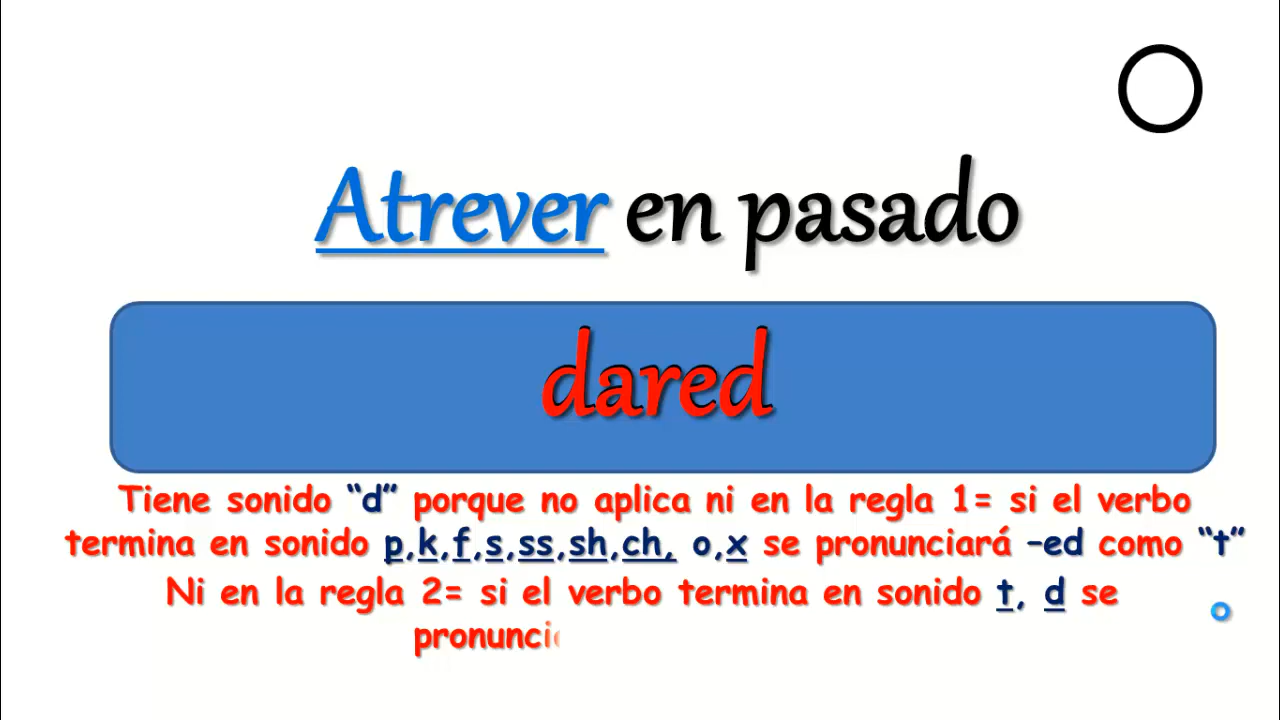 Atrever en pasado
dared
Tiene sonido “d” porque no aplica ni en la regla 1= si el verbo
termina en sonido p,k,f,s,ss,sh,ch, o,x se pronunciará –ed como “t”
Ni en la regla 2= si el verbo termina en sonido t, d se